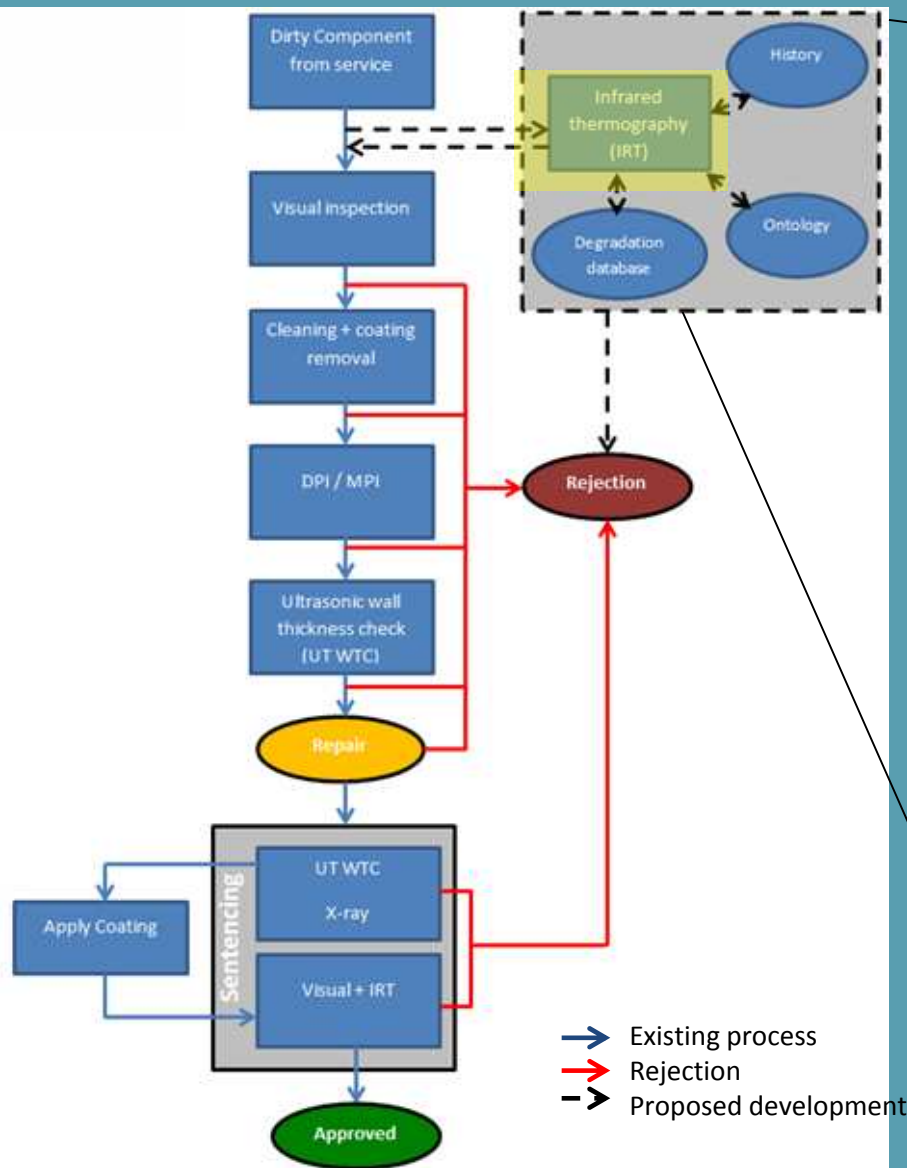 Dirty Component
from service
History
Infrared
thermography
(IRT)
Visual inspection
Ontology
Degradation
database
Cleaning + coating
removal
DPI / MPI
Rejection
Ultrasonic wall
thickness check
(UT WTC)
Repair
Sentencing
UT WTC
X-ray
Apply Coating
Visual + IRT
Existing process
Rejection
Proposed development
Approved